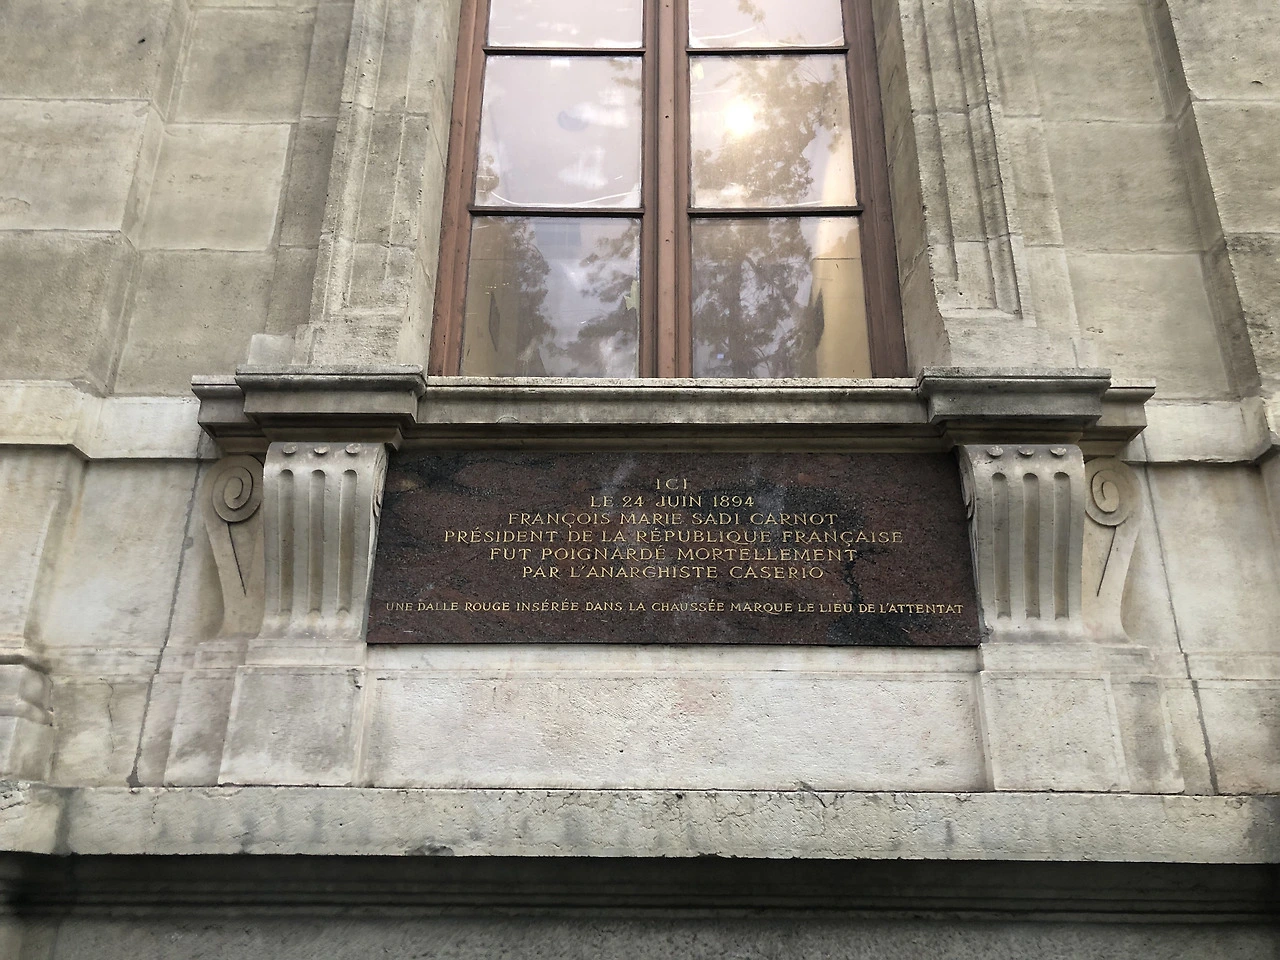 ICI
LE 24 JUIN 1894
FRANÇOIS MARIE SADI CARNOT
PRÉSIDENT DE LA RÉPUBLIQUE FRANÇAISE
FUT POIGNARDÉ MORTELLEMENT
PAR L'ANARGHISTE CASERIO
UNE DALLE ROUGE INSÉRÉE DANS LA CHAUSSÉE MARQUE LE LIEU DE L'ATTENTAT